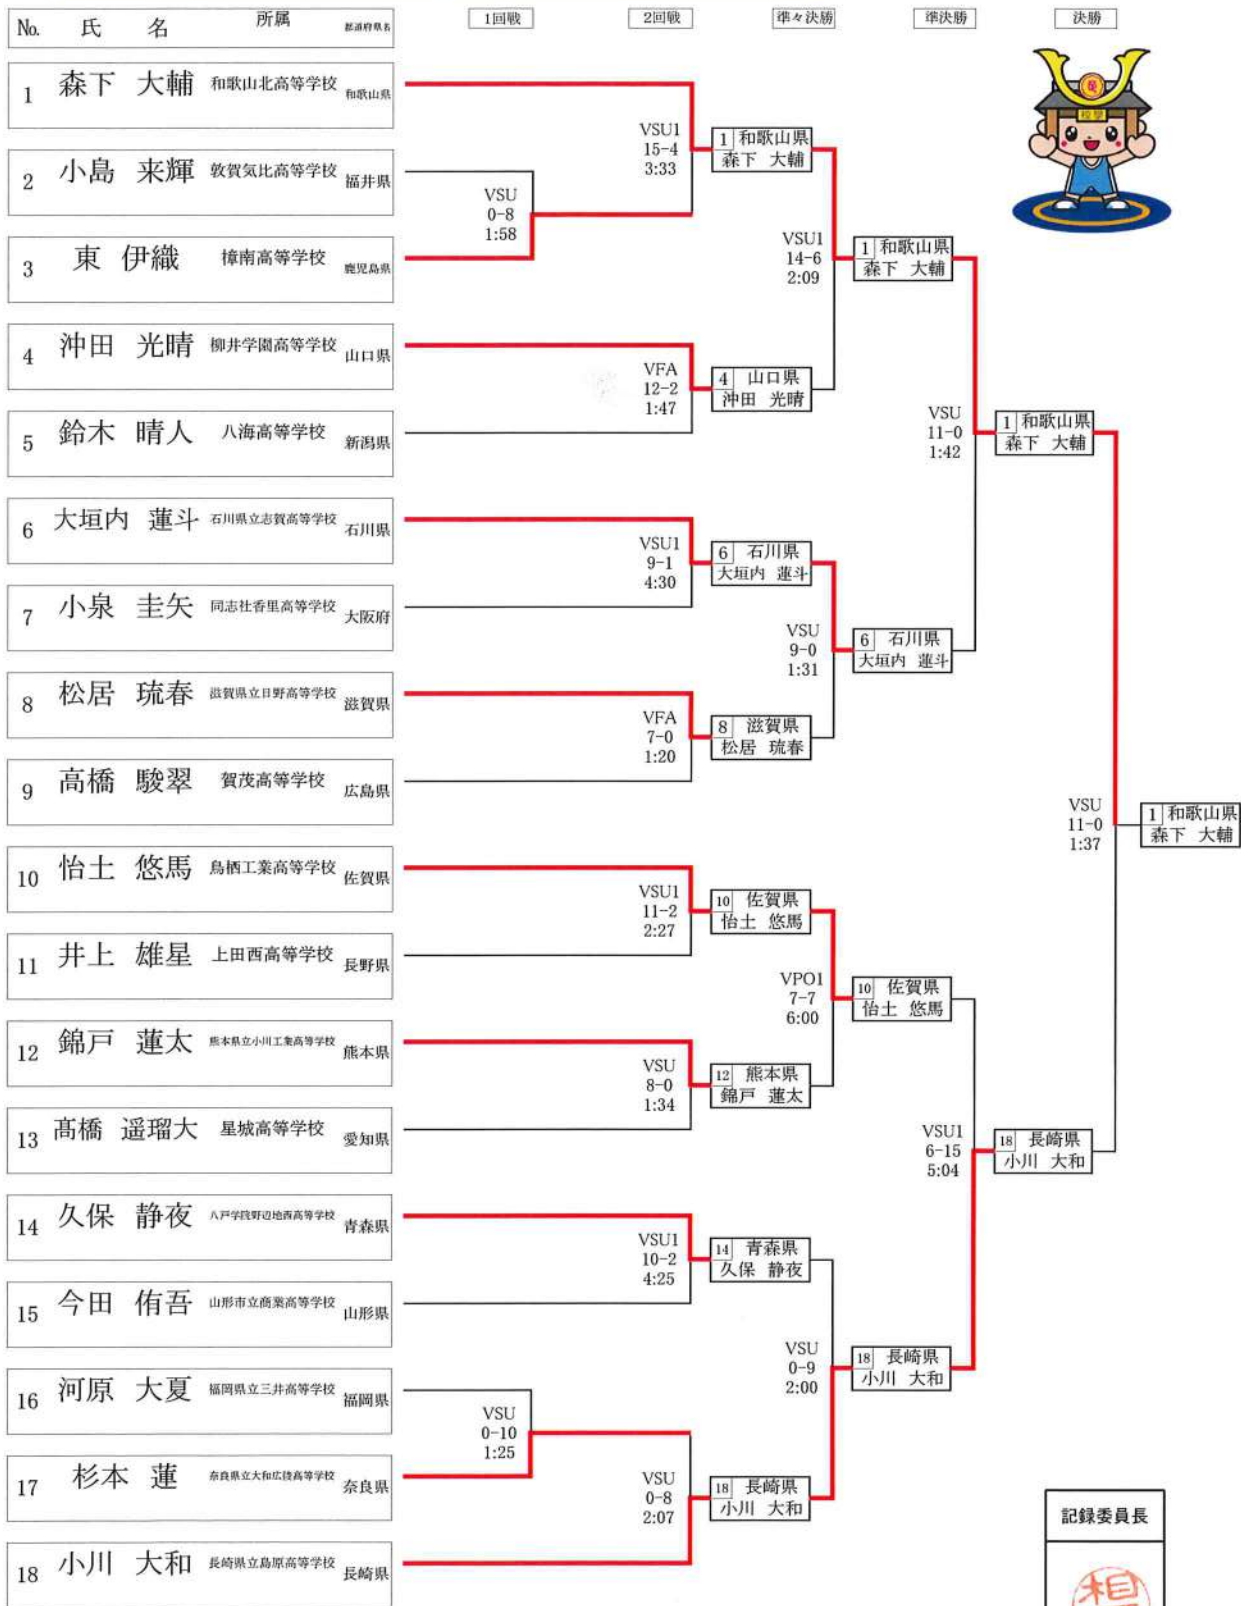 No. 氏 名 所属 都道府県名 1回戦 2回戦 準々決勝 準決勝 決勝
1 森下 大輔 和歌山北高等学校 和歌山県
2 小島 来輝 敦賀気比高等学校 福井県
3 東 伊織 樟南高等学校 鹿児島県
4 沖田 光晴 柳井学園高等学校 山口県
5 鈴木 晴人 八海高等学校 新潟県
6 大垣内 蓮斗 石川県立志賀高等学校 石川県
7 小泉 圭矢 同志社香里高等学校 大阪府
8 松居 琉春 滋賀県立日野高等学校 滋賀県
9 高橋 駿翠 賀茂高等学校 広島県
10 怡土 悠馬 鳥栖工業高等学校 佐賀県
11 井上 雄星 上田西高等学校 長野県
12 錦戸 蓮太 熊本県立小川工業高等学校 熊本県
13 髙橋 遥瑠大 星城高等学校 愛知県
14 久保 静夜 八戸学院野辺地西高等学校 青森県
15 今田 侑吾 山形市立商業高等学校 山形県
16 河原 大夏 福岡県立三井高等学校 福岡県
17 杉本 蓮 奈良県立大和広陵高等学校 奈良県
18 小川 大和 長崎県立島原高等学校 長崎県
VSU
0-8
1:58
VSU
0-10
1:25
VSU1
15-4
3:33
VFA
12-2
1:47
VSU1
9-1
4:30
VFA
7-0
1:20
VSU1
11-2
2:27
VSU
8-0
1:34
VSU1
10-2
4:25
VSU
0-8
2:07
1 和歌山県
森下 大輔
4 山口県
沖田 光晴
6 石川県
大垣内 蓮斗
8 滋賀県
松居 琉春
10 佐賀県
怡土 悠馬
12 熊本県
錦戸 蓮太
14 青森県
久保 静夜
18 長崎県
小川 大和
VSU1
14-6
2:09
VSU
9-0
1:31
VPO1
7-7
6:00
VSU
0-9
2:00
1 和歌山県
森下 大輔
6 石川県
大垣内 蓮斗
10 佐賀県
怡土 悠馬
18 長崎県
小川 大和
VSU
11-0
1:42
VSU1
6-15
5:04
1 和歌山県
森下 大輔
18 長崎県
小川 大和
VSU
11-0
1:37
1 和歌山県
森下 大輔
記録委員長
相